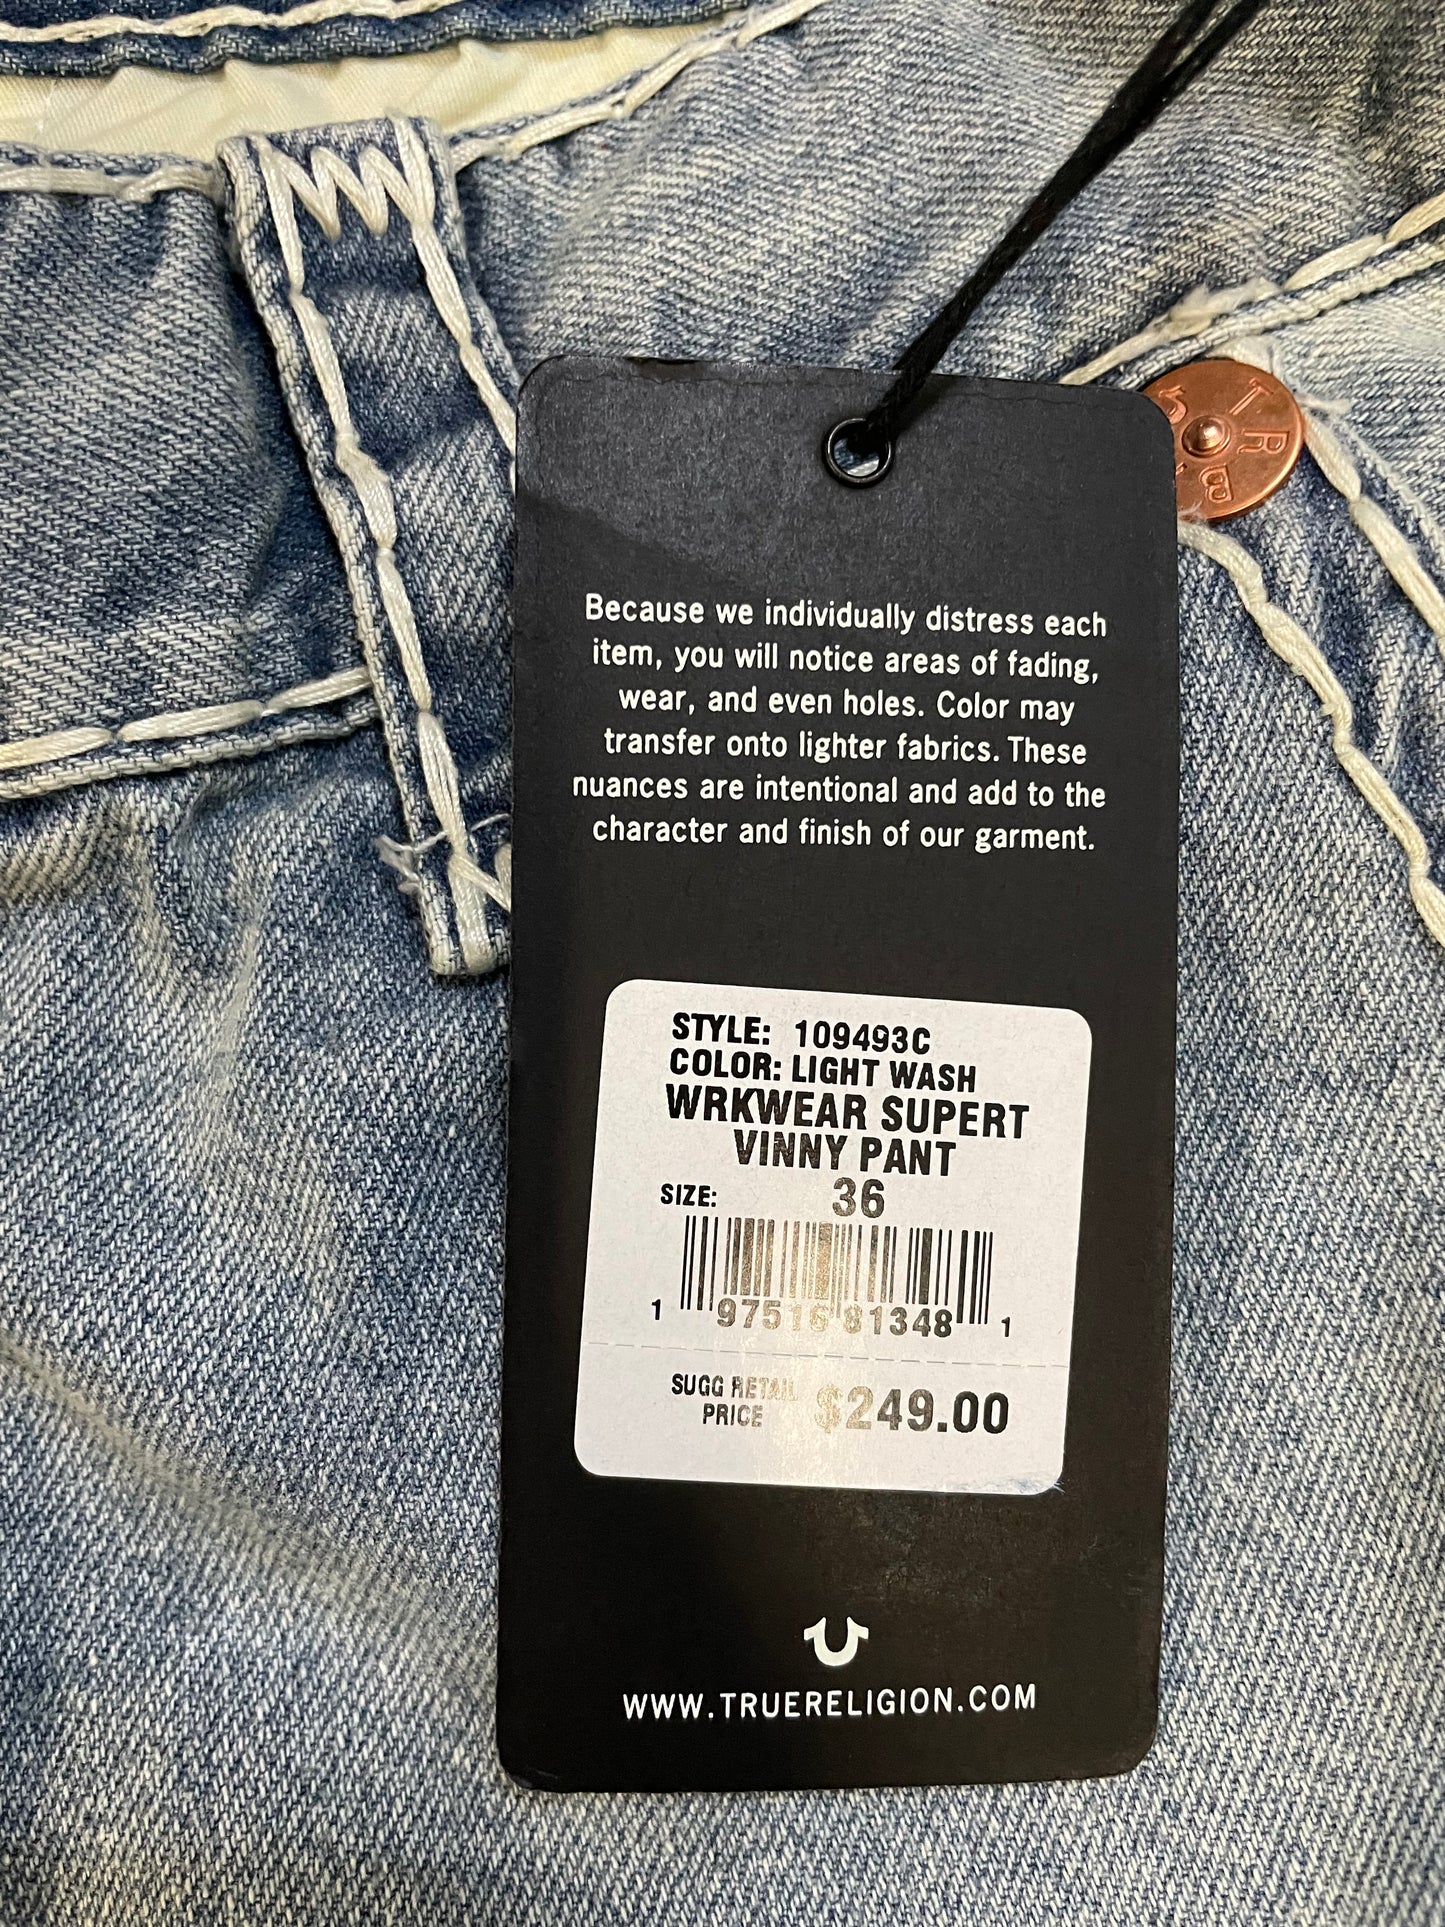 Because we individually distress each
item, you will notice areas of fading,
wear, and even holes. Color may
transfer onto lighter fabrics. These
nuances are intentional and add to the
character and finish of our garment.
STYLE: 109493C
COLOR: LIGHT WASH
WRKWEAR SUPERT
VINNY PANT
SIZE: 36
1 97516 81348 1
SUGG RETAIL
PRICE $249.00
WWW.TRUERELIGION.COM
TRB